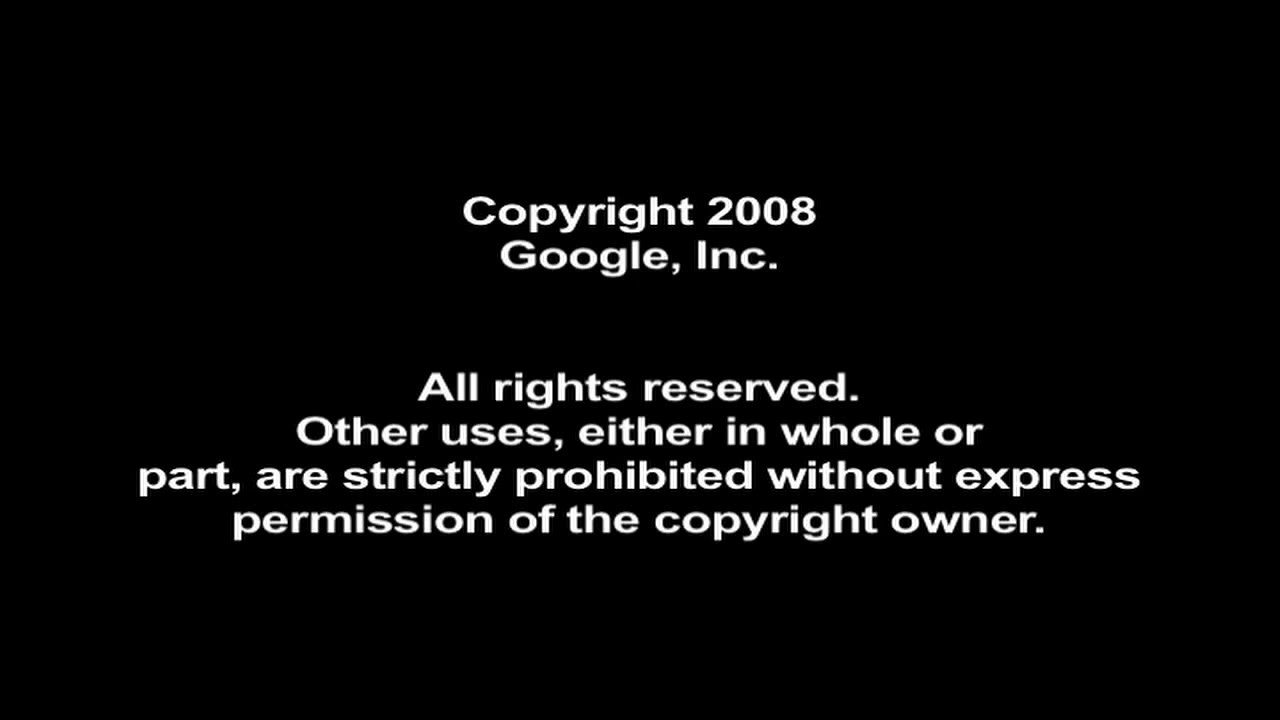 Copyright 2008
Google, Inc.
All rights reserved.
Other uses, either in whole or
part, are strictly prohibited without express
permission of the copyright owner.